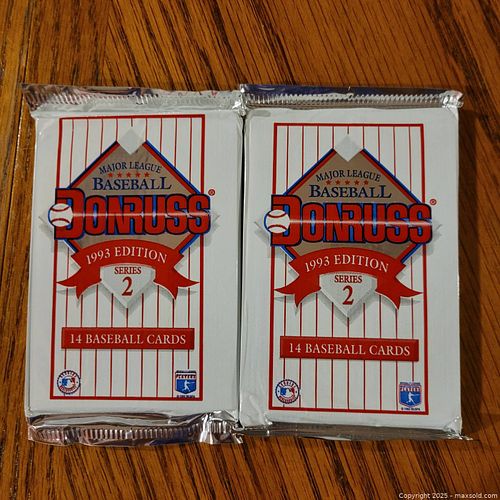 MAJOR LEAGUE
BASEBALL
DONRUSS®
1993 EDITION
SERIES
2
14 BASEBALL CARDS
MAJOR LEAGUE
BASEBALL
DONRUSS®
1993 EDITION
SERIES
2
14 BASEBALL CARDS
PLAYERS
Copyright 2025 - maxsold.com